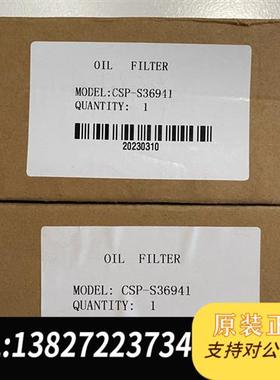 OIL FILTER
MODEL:CSP-S36941
QUANTITY: 1
20230310
OIL FILTER
MODEL: CSP-S36941
QUANTITY: 1
原装正
:13827223734
支持对公